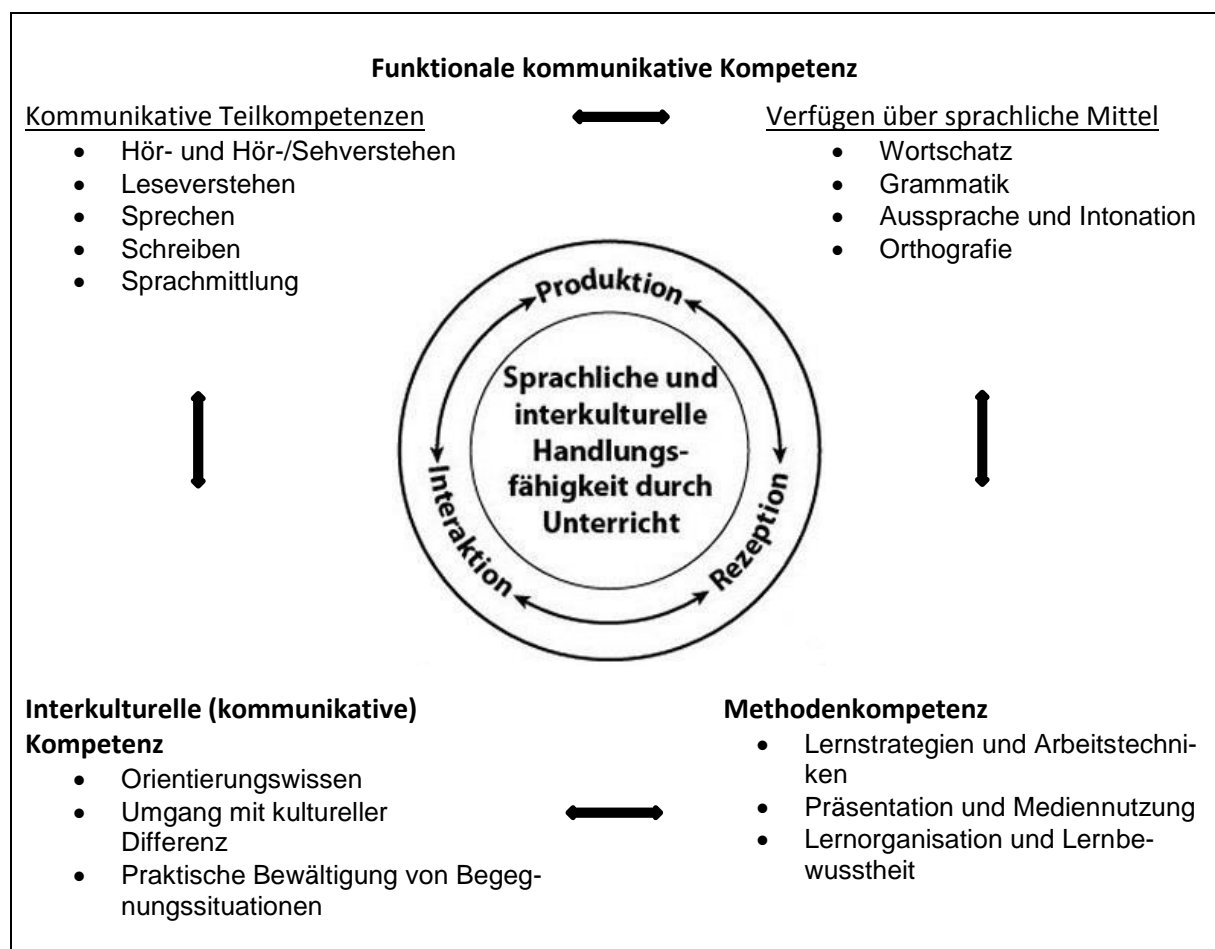 Funktionale kommunikative Kompetenz
Kommunikative Teilkompetenzen
• Hör- und Hör-/Sehverstehen
• Leseverstehen
• Sprechen
• Schreiben
• Sprachmittlung
Verfügen über sprachliche Mittel
• Wortschatz
• Grammatik
• Aussprache und Intonation
• Orthografie
Produktion
Sprachliche und
interkulturelle
Handlungs-
fähigkeit durch
Unterricht
Interaktion
Rezeption
Interkulturelle (kommunikative)
Kompetenz
• Orientierungswissen
• Umgang mit kultureller
Differenz
• Praktische Bewältigung von Begeg-
nungssituationen
Methodenkompetenz
• Lernstrategien und Arbeitstechni-
ken
• Präsentation und Mediennutzung
• Lernorganisation und Lernbe-
wusstheit